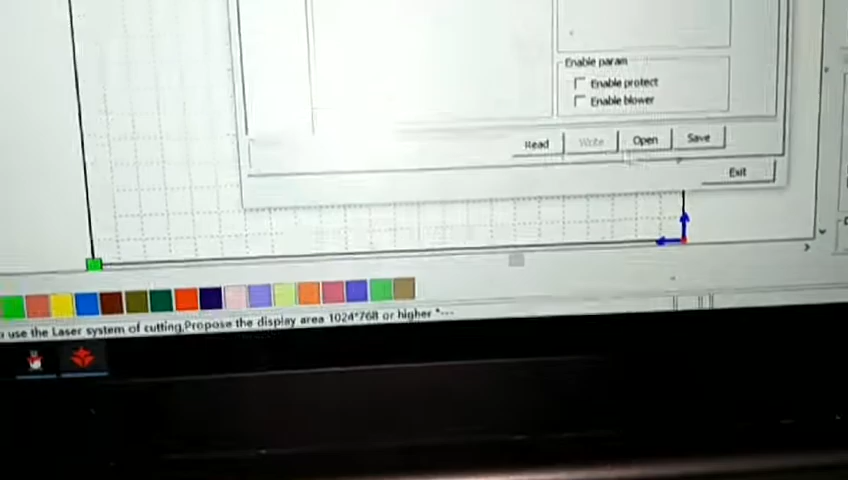 Enable param
Enable protect
Enable blower
Read Write Open Save
Exit
use the Laser system of cutting,Propose the display area 1024*768 or higher *---